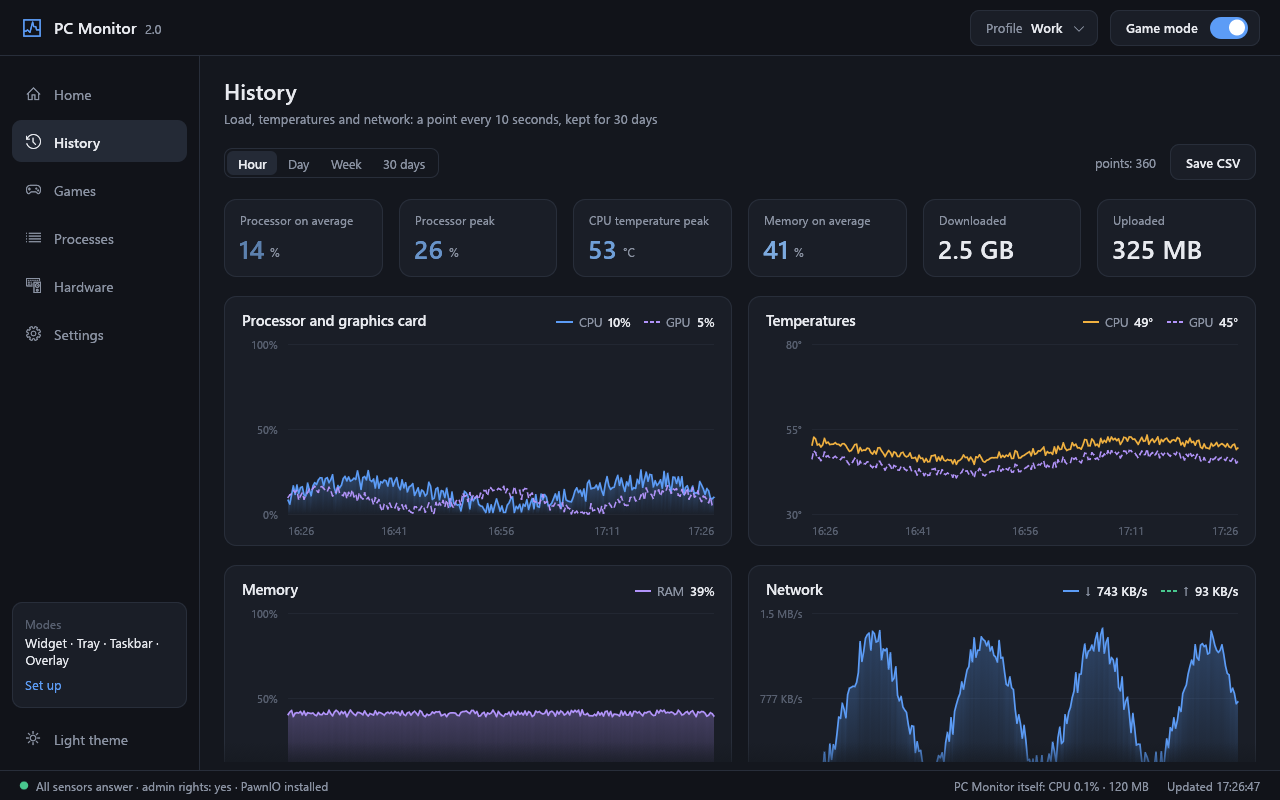 PC Monitor 2.0
Profile Work
Game mode
Home
History
Games
Processes
Hardware
Settings
Modes
Widget · Tray · Taskbar ·
Overlay
Set up
Light theme
History
Load, temperatures and network: a point every 10 seconds, kept for 30 days
Hour Day Week 30 days
points: 360
Save CSV
Processor on average
14 %
Processor peak
26 %
CPU temperature peak
53 °C
Memory on average
41 %
Downloaded
2.5 GB
Uploaded
325 MB
Processor and graphics card
CPU 10% GPU 5%
100%
50%
0%
16:26 16:41 16:56 17:11 17:26
Temperatures
CPU 49° GPU 45°
80°
55°
30°
16:26 16:41 16:56 17:11 17:26
Memory
RAM 39%
100%
50%
Network
↓ 743 KB/s ↑ 93 KB/s
1.5 MB/s
777 KB/s
All sensors answer · admin rights: yes · PawnIO installed
PC Monitor itself: CPU 0.1% · 120 MB Updated 17:26:47